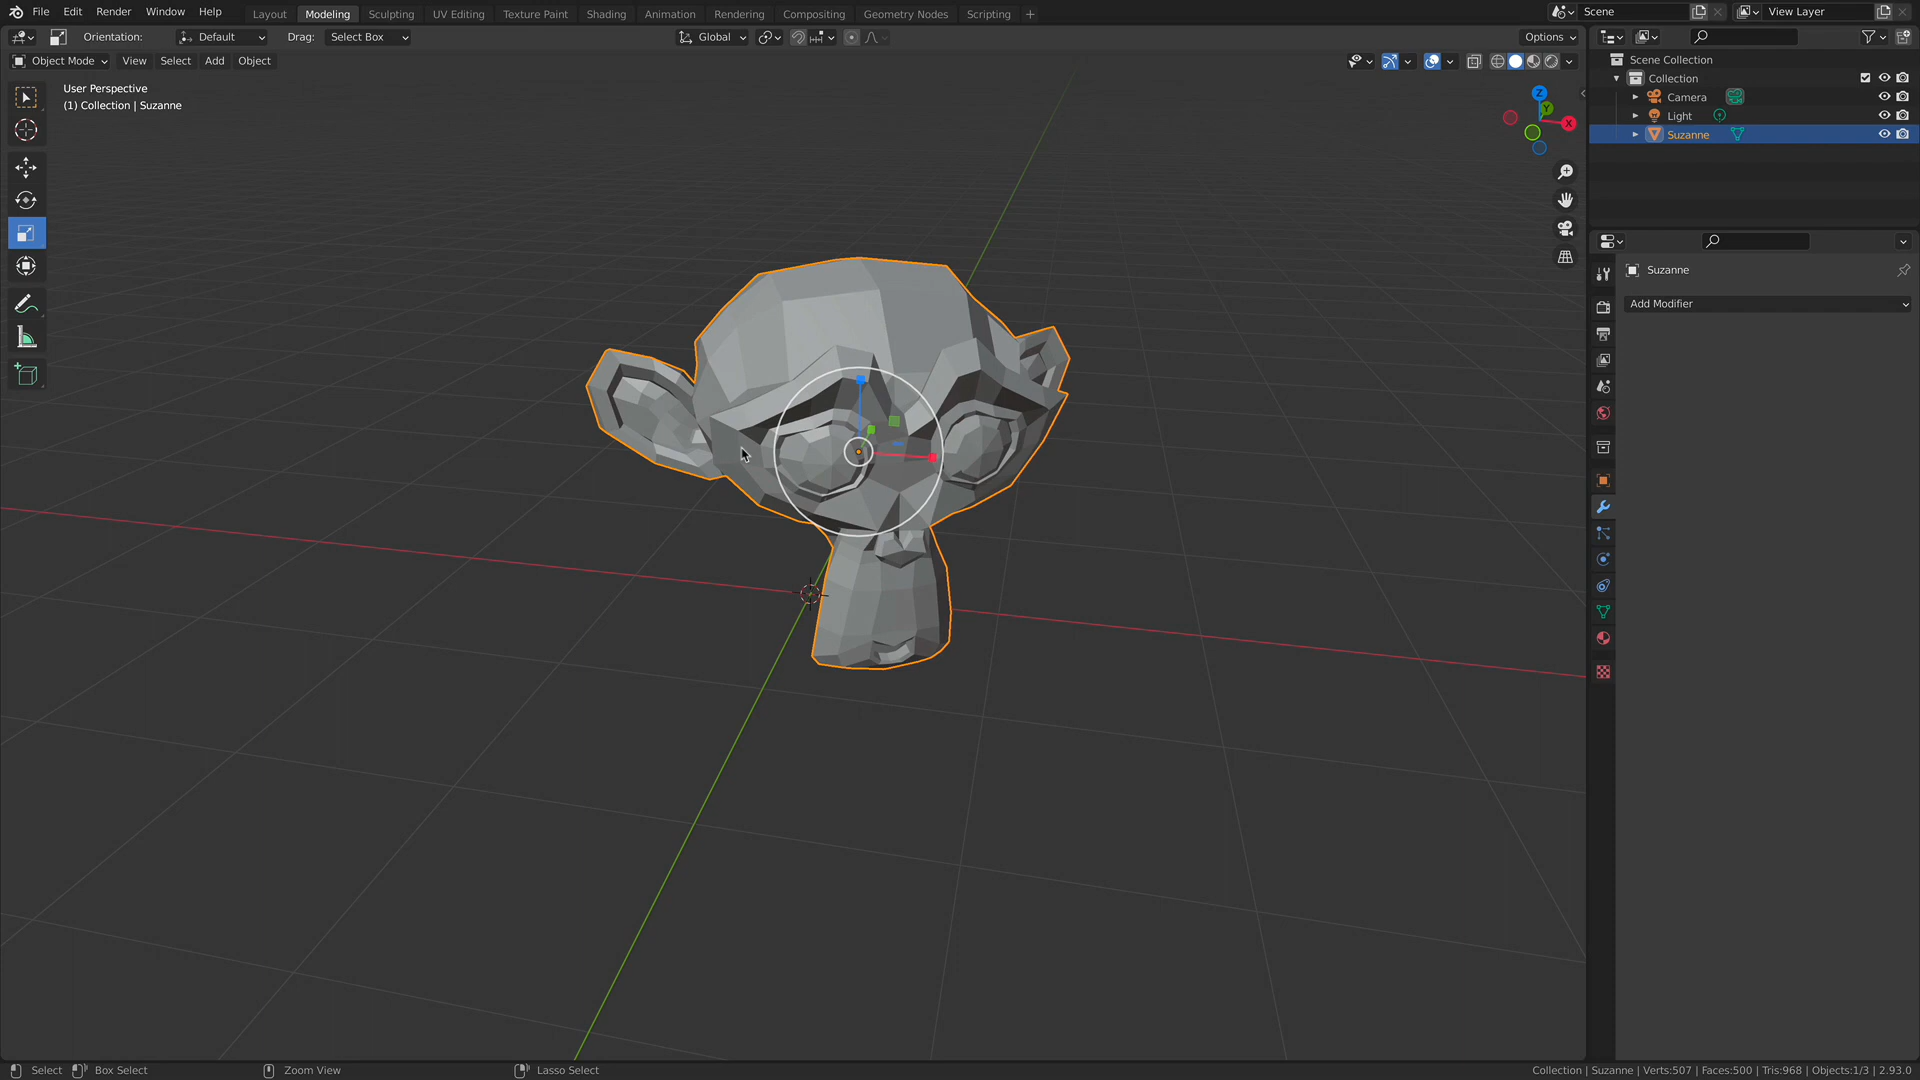 File Edit Render Window Help Layout Modeling Sculpting UV Editing Texture Paint Shading Animation Rendering Compositing Geometry Nodes Scripting + Scene View Layer
Orientation: Default Drag: Select Box Global Options
Object Mode View Select Add Object
User Perspective
(1) Collection | Suzanne
Z
Y
X
Scene Collection
Collection
Camera
Light
Suzanne
Suzanne
Add Modifier
Select Box Select Zoom View Lasso Select Collection | Suzanne | Verts:507 | Faces:500 | Tris:968 | Objects:1/3 | 2.93.0